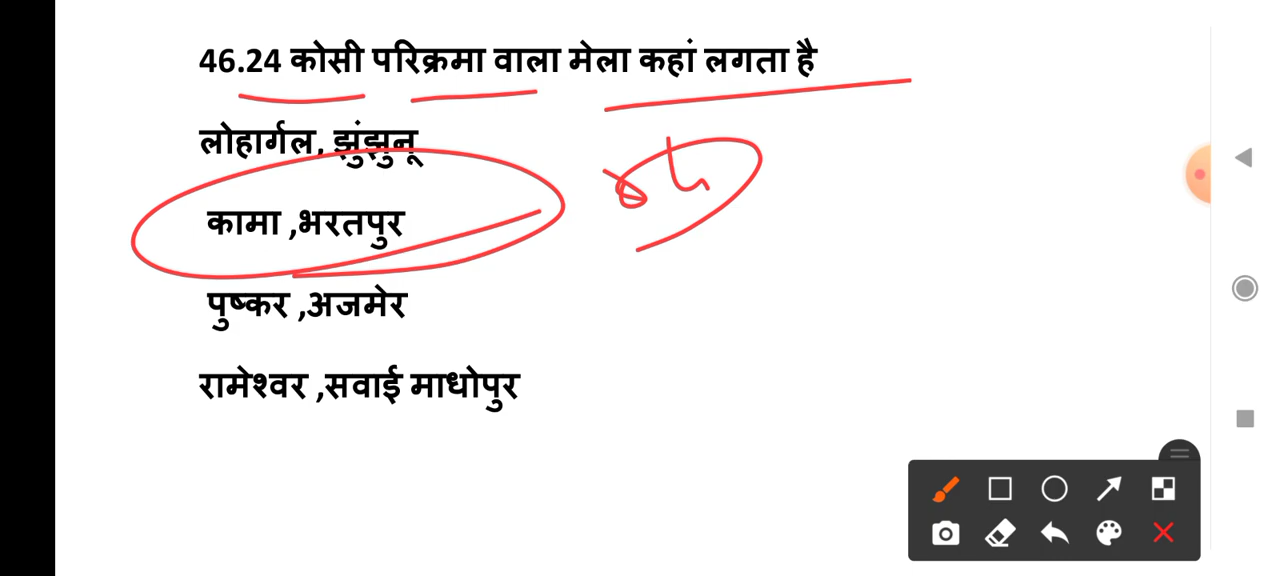 46.24 कोसी परिक्रमा वाला मेला कहां लगता है
लोहार्गल, झुंझुनू
कामा ,भरतपुर
पुष्कर ,अजमेर
रामेश्वर ,सवाई माधोपुर